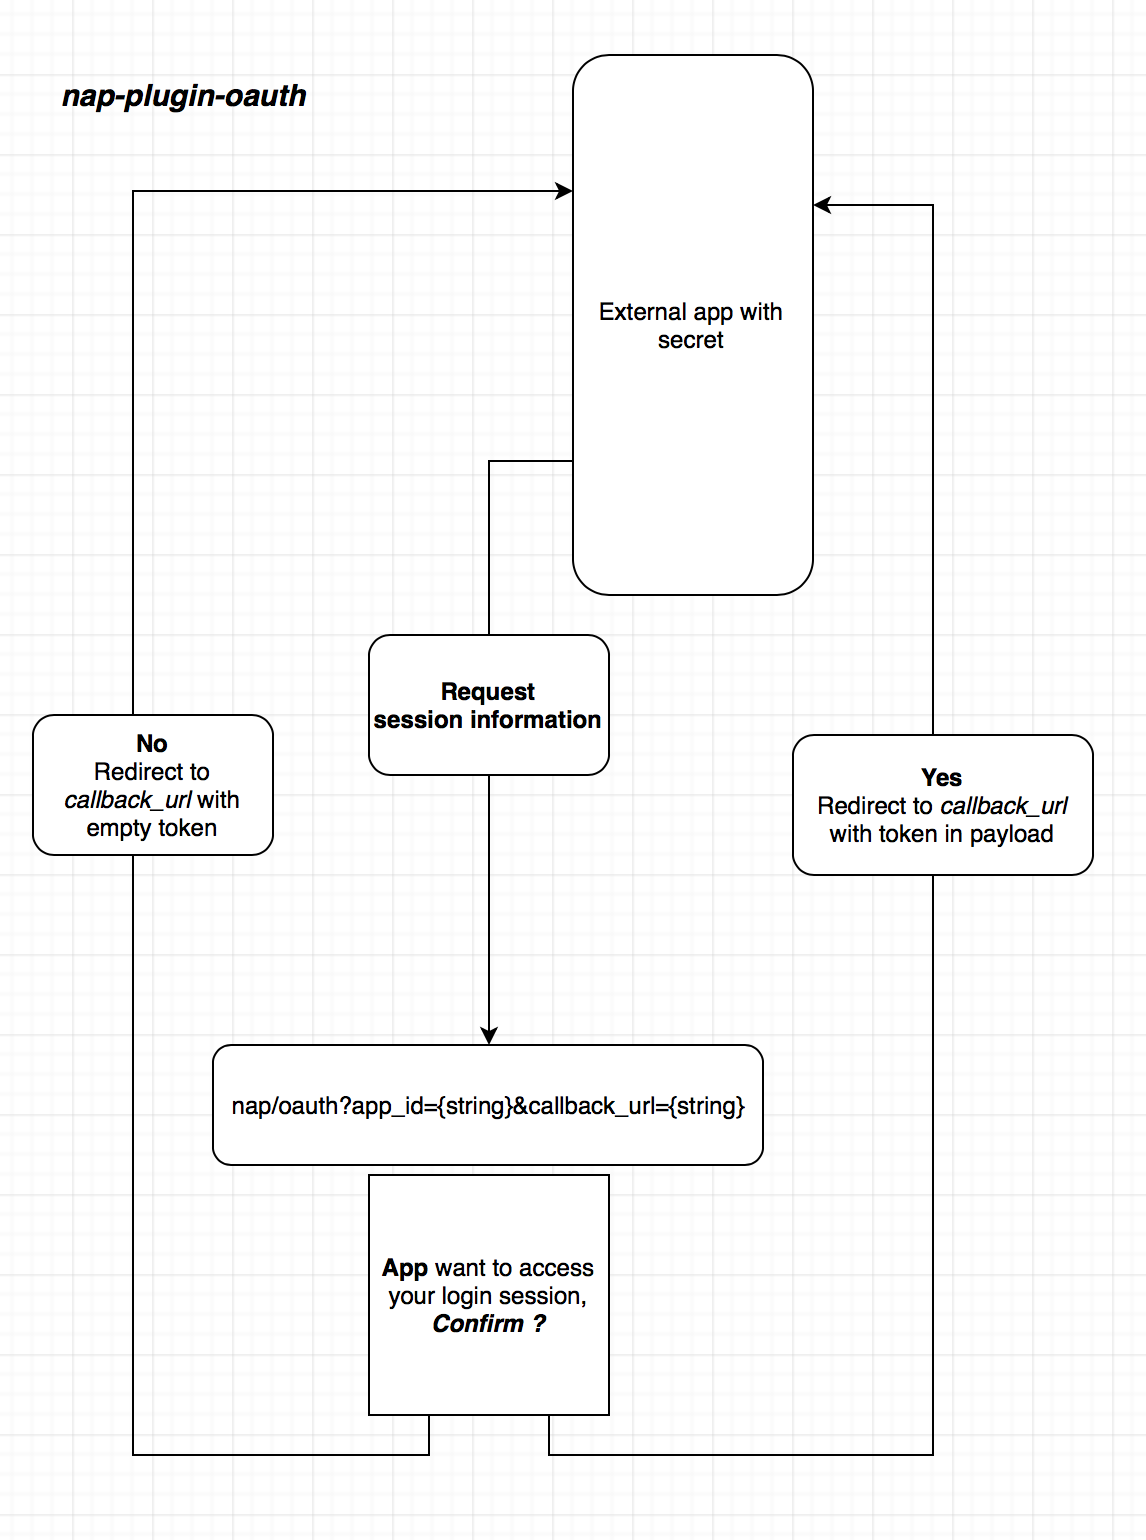 nap-plugin-oauth
External app with
secret
Request
session information
No
Redirect to
callback_url with
empty token
Yes
Redirect to callback_url
with token in payload
nap/oauth?app_id={string}&callback_url={string}
App want to access
your login session,
Confirm ?